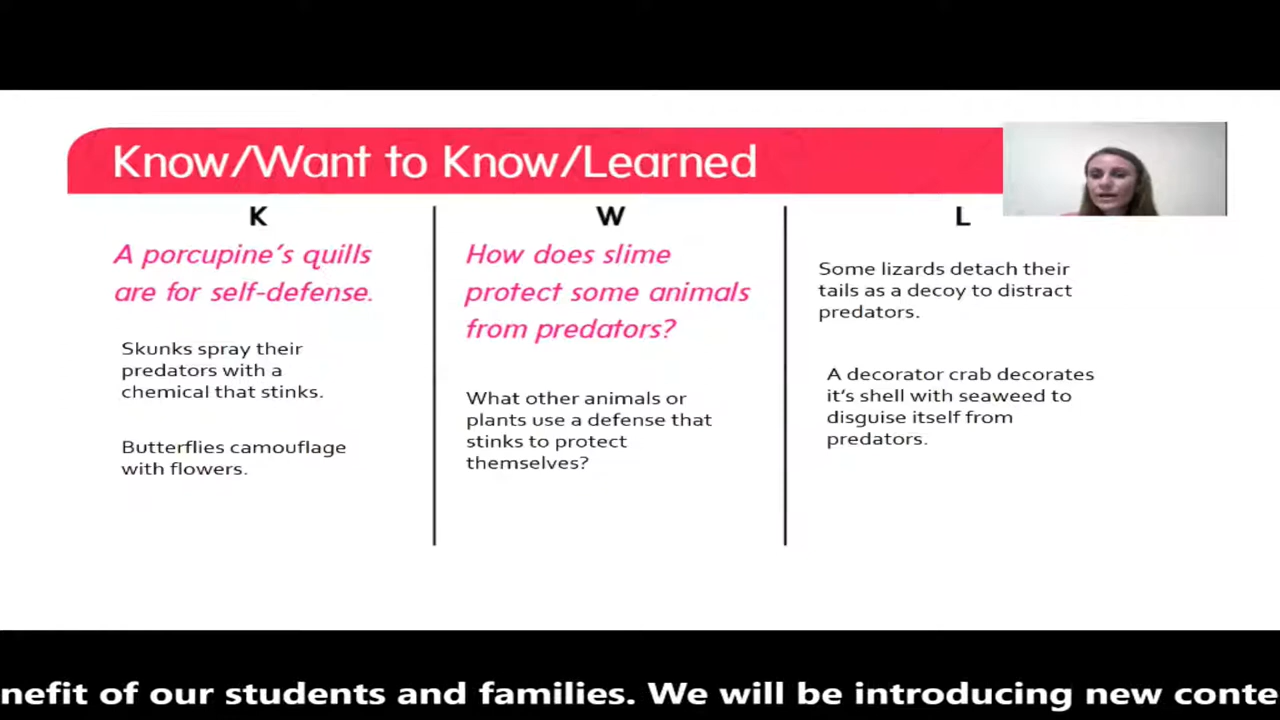 Know/Want to Know/Learned
K
A porcupine's quills
are for self-defense.
Skunks spray their
predators with a
chemical that stinks.
Butterflies camouflage
with flowers.
W
How does slime
protect some animals
from predators?
What other animals or
plants use a defense that
stinks to protect
themselves?
L
Some lizards detach their
tails as a decoy to distract
predators.
A decorator crab decorates
it's shell with seaweed to
disguise itself from
predators.
of our students and families. We will be introducing new